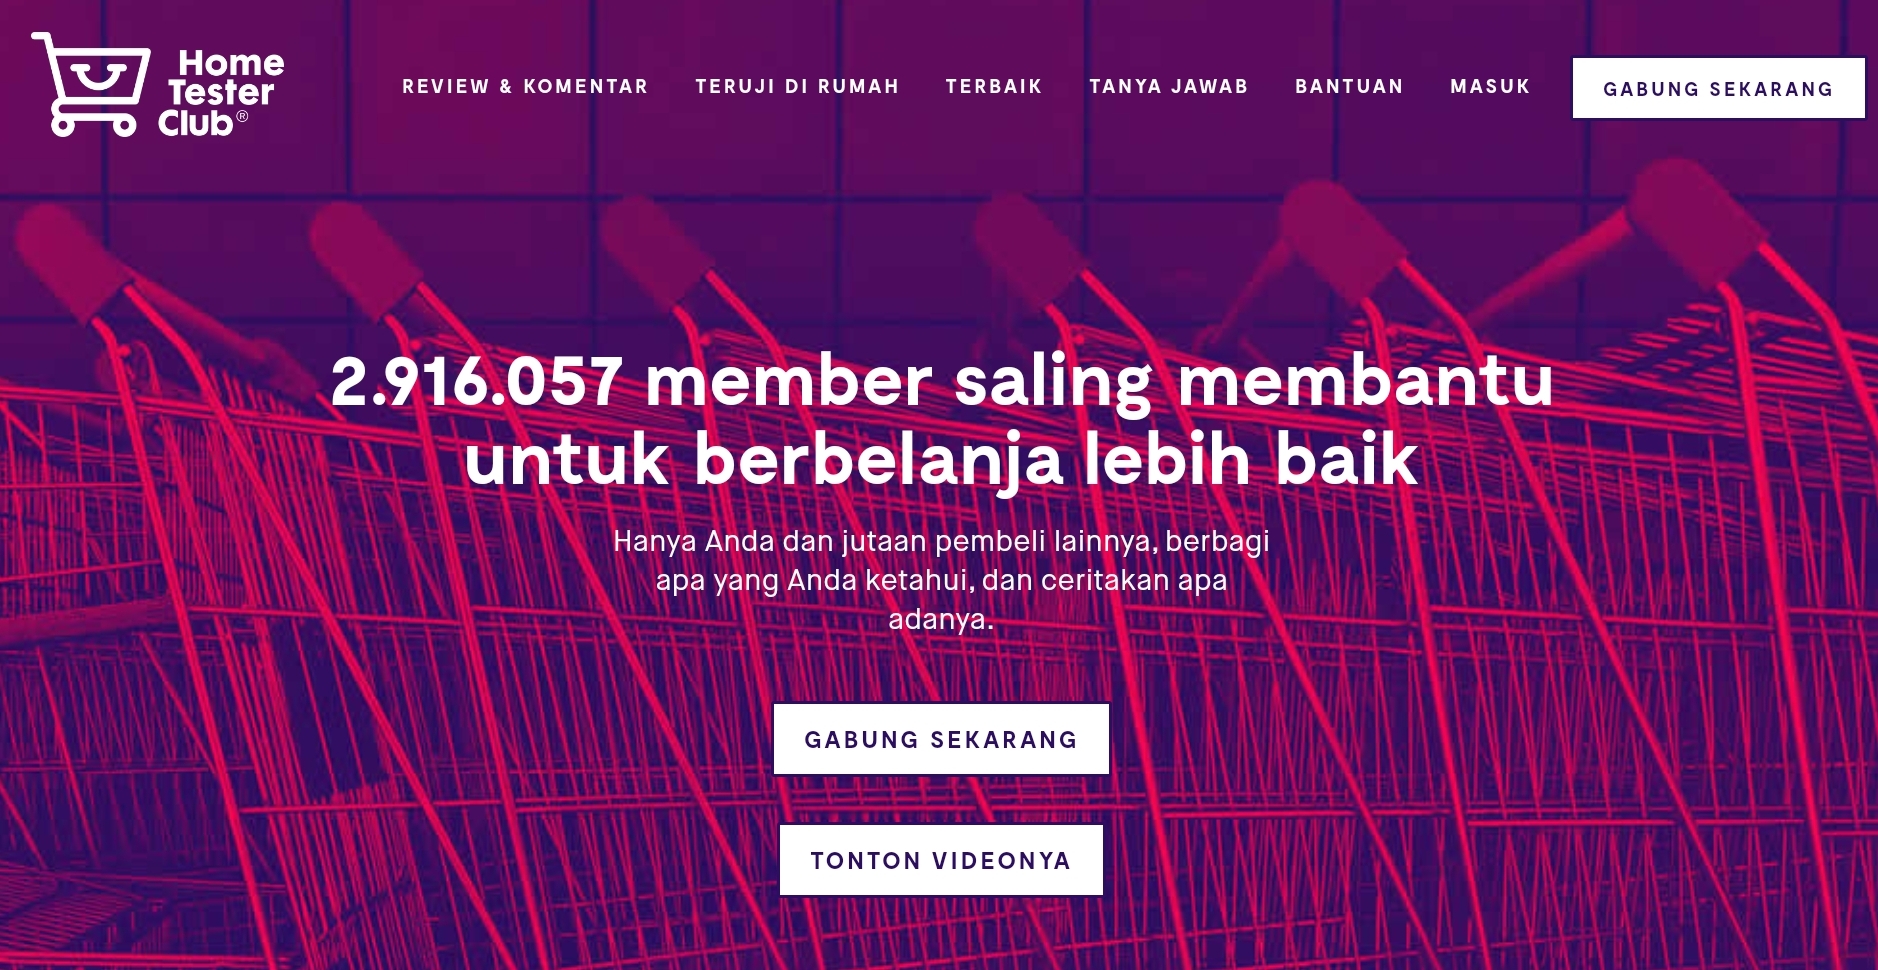 Home
Tester
Club®
REVIEW & KOMENTAR TERUJI DI RUMAH TERBAIK TANYA JAWAB BANTUAN MASUK GABUNG SEKARANG
2.916.057 member saling membantu
untuk berbelanja lebih baik
Hanya Anda dan jutaan pembeli lainnya, berbagi
apa yang Anda ketahui, dan ceritakan apa
adanya.
GABUNG SEKARANG
TONTON VIDEONYA